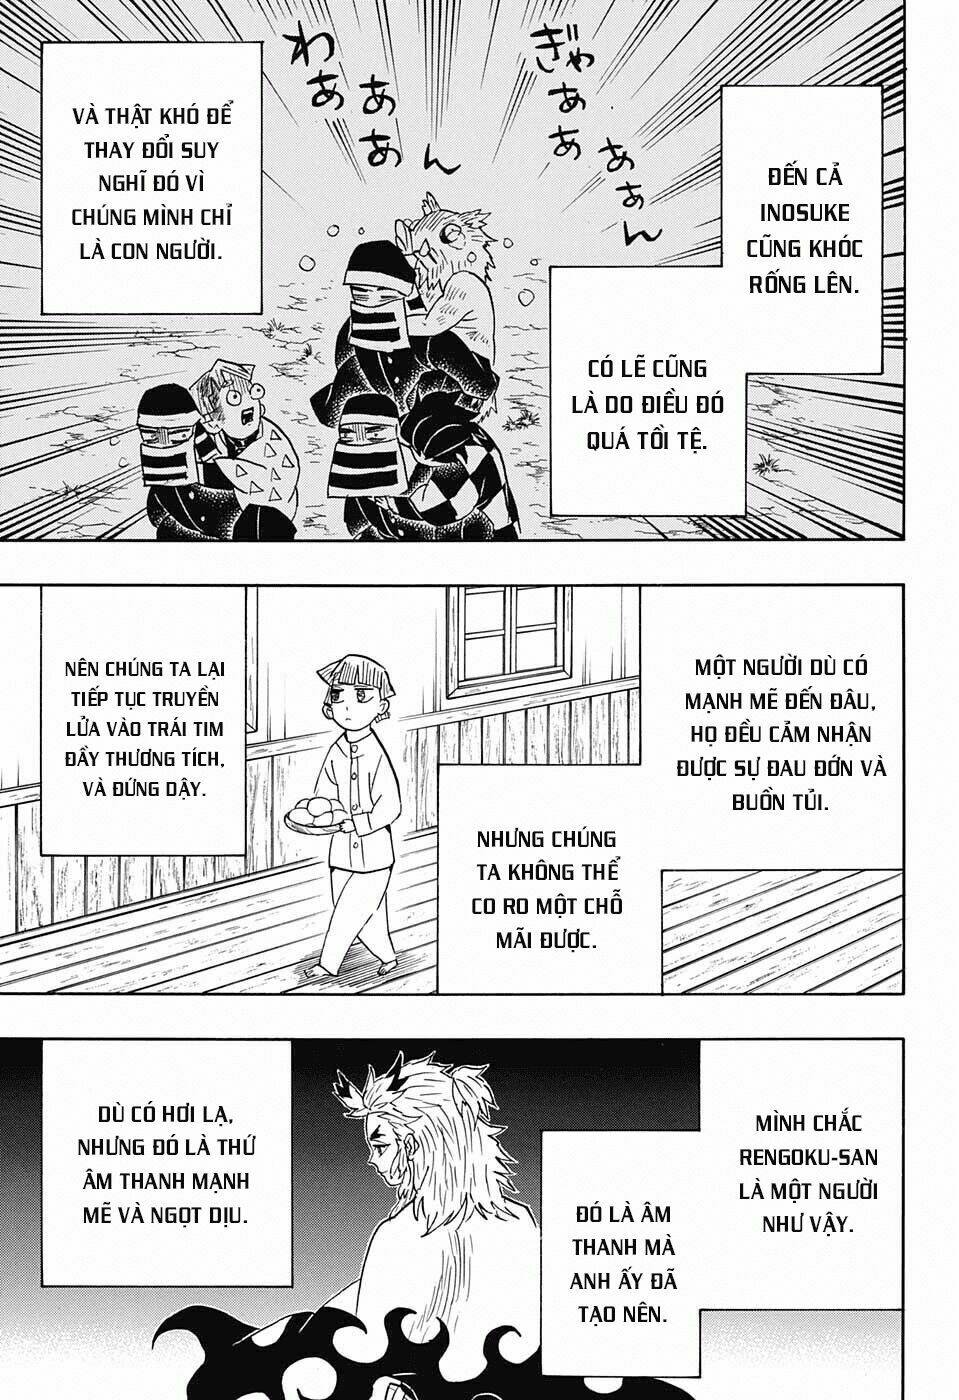 ぎゃ
あ
あ
あ
あ
ん
わ
あ
あ
あ
あ
ん
ĐẾN CẢ
INOSUKE
CŨNG KHÓC
RỐNG LÊN.
CÓ LẼ CŨNG
LÀ DO ĐIỀU ĐÓ
QUÁ TỒI TỆ.
VÀ THẬT KHÓ ĐỂ
THAY ĐỔI SUY
NGHĨ ĐÓ VÌ
CHÚNG MÌNH CHỈ
LÀ CON NGƯỜI.
MỘT NGƯỜI DÙ CÓ
MẠNH MẼ ĐẾN ĐÂU,
HỌ ĐỀU CẢM NHẬN
ĐƯỢC SỰ ĐAU ĐỚN VÀ
BUỒN TỦI.
NHƯNG CHÚNG
TA KHÔNG THỂ
CO RO MỘT CHỖ
MÃI ĐƯỢC.
NÊN CHÚNG TA LẠI
TIẾP TỤC TRUYỀN
LỬA VÀO TRÁI TIM
ĐẦY THƯƠNG TÍCH,
VÀ ĐỨNG DẬY.
MÌNH CHẮC
RENGOKU-SAN
LÀ MỘT NGƯỜI
NHƯ VẬY.
ĐÓ LÀ ÂM
THANH MÀ
ANH ẤY ĐÃ
TẠO NÊN.
DÙ CÓ HƠI LẠ,
NHƯNG ĐÓ LÀ THỨ
ÂM THANH MẠNH
MẼ VÀ NGỌT DỊU.